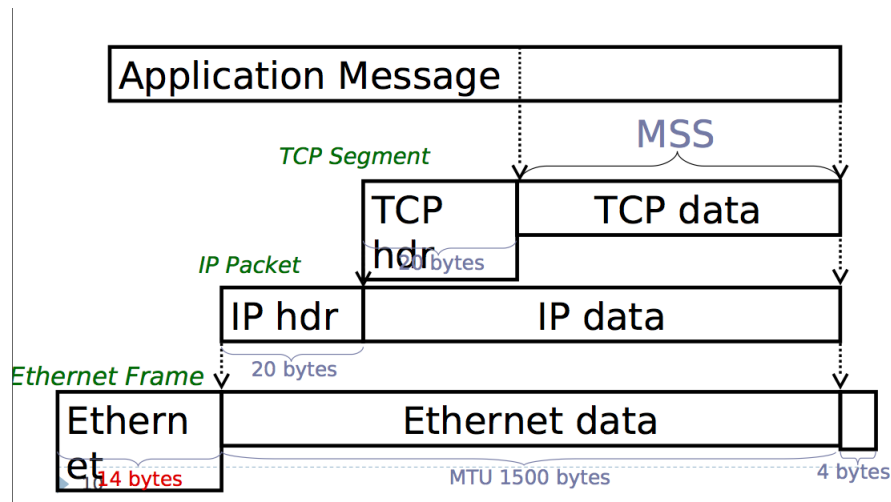 Application Message
MSS
TCP Segment
TCP
hdr
TCP data
20 bytes
IP Packet
IP hdr
IP data
20 bytes
Ethernet Frame
Ethern
et
Ethernet data
10
14 bytes
MTU 1500 bytes
4 bytes